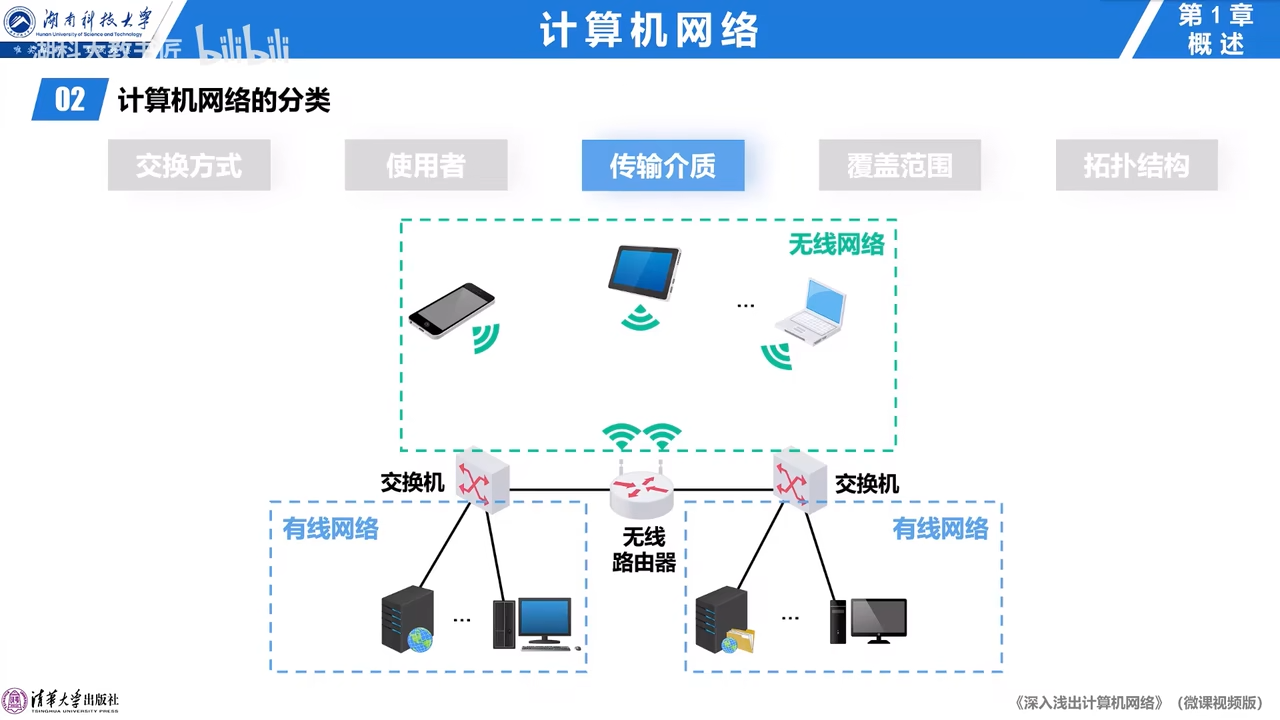 湖南科技大学
Hunan University of Science and Technology
湖科大教书匠 bilibili
计算机网络
第1章
概述
02 计算机网络的分类
交换方式 使用者 传输介质 覆盖范围 拓扑结构
无线网络
...
交换机 交换机
有线网络 无线 有线网络
路由器
... ...
清华大学出版社
TSINGHUA UNIVERSITY PRESS
《深入浅出计算机网络》（微课视频版）